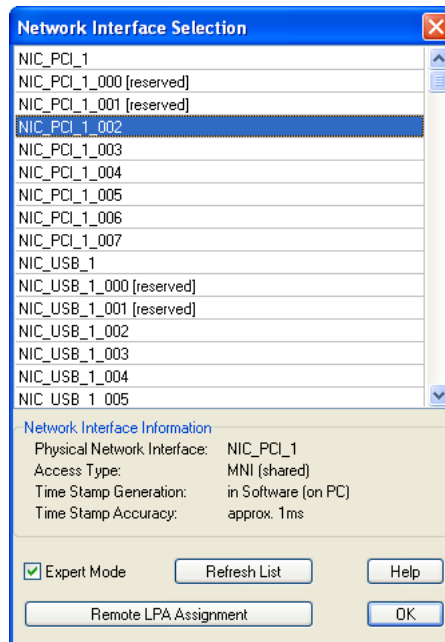 Network Interface Selection
NIC_PCI_1
NIC_PCI_1_000 [reserved]
NIC_PCI_1_001 [reserved]
NIC_PCI_1_002
NIC_PCI_1_003
NIC_PCI_1_004
NIC_PCI_1_005
NIC_PCI_1_006
NIC_PCI_1_007
NIC_USB_1
NIC_USB_1_000 [reserved]
NIC_USB_1_001 [reserved]
NIC_USB_1_002
NIC_USB_1_003
NIC_USB_1_004
NIC_USB_1_005
Network Interface Information
Physical Network Interface: NIC_PCI_1
Access Type: MNI (shared)
Time Stamp Generation: in Software (on PC)
Time Stamp Accuracy: approx. 1ms
Expert Mode Refresh List Help
Remote LPA Assignment OK